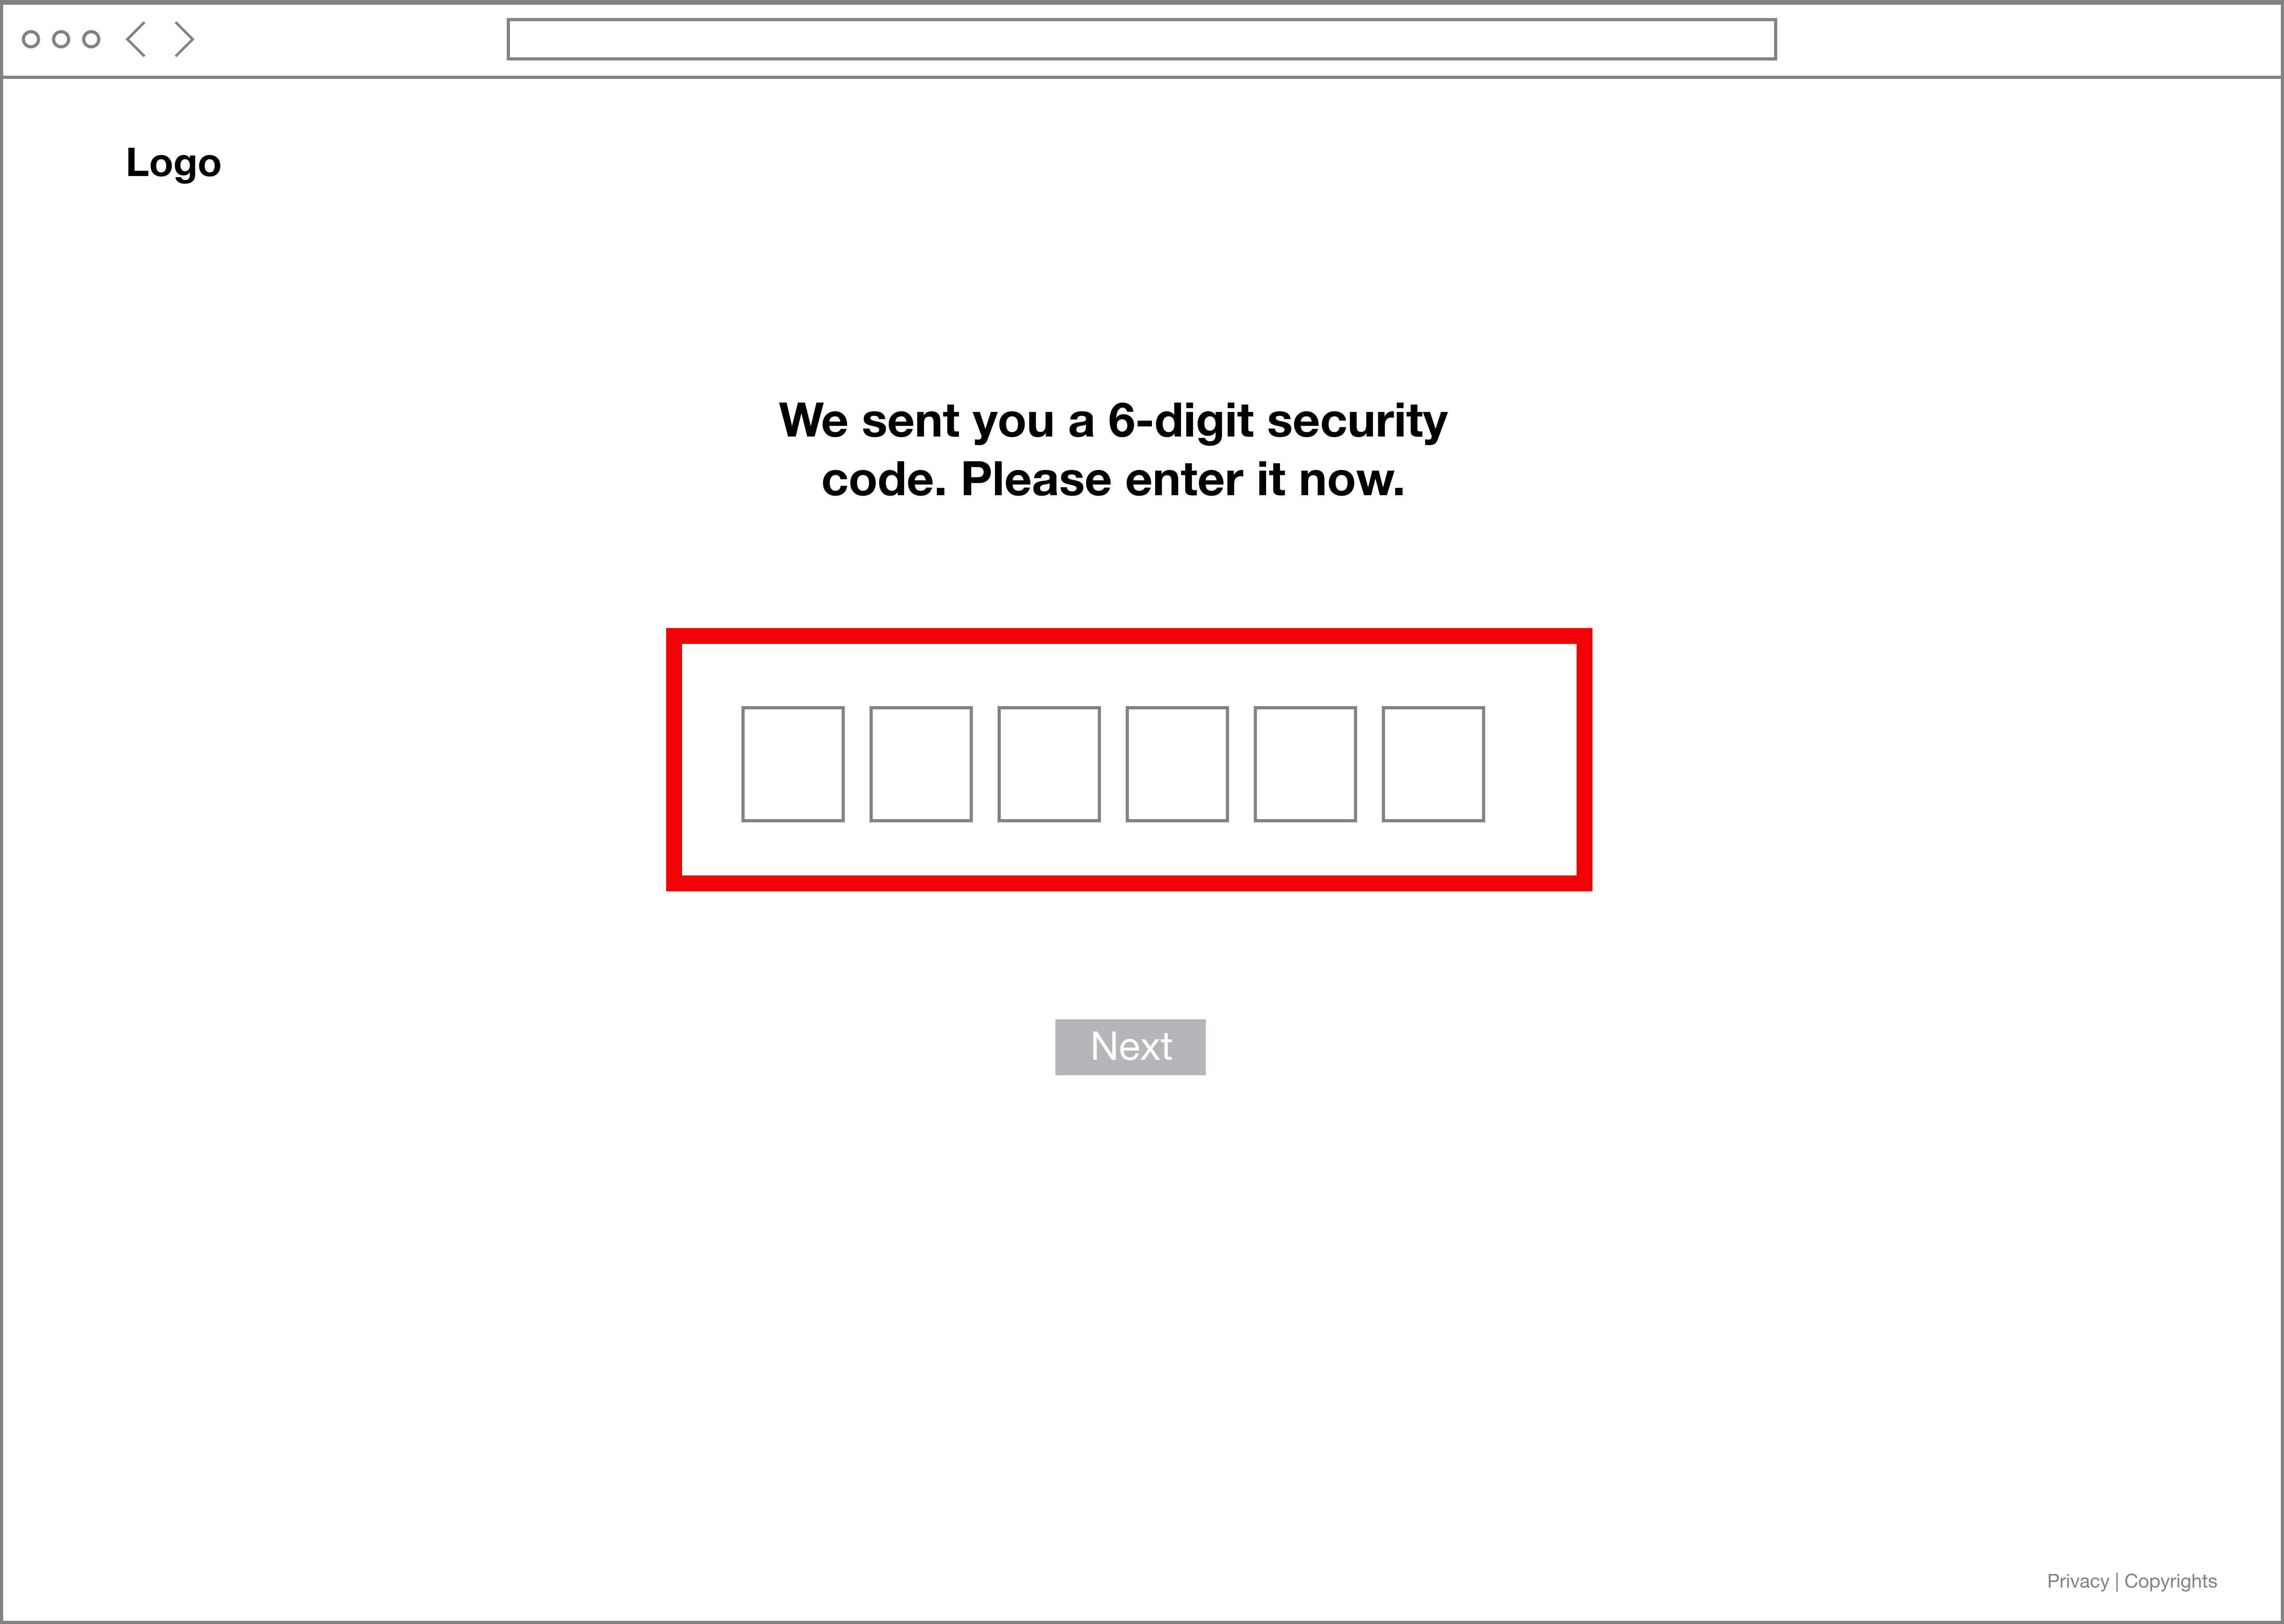 Logo
We sent you a 6-digit security
code. Please enter it now.
Next
Privacy | Copyrights